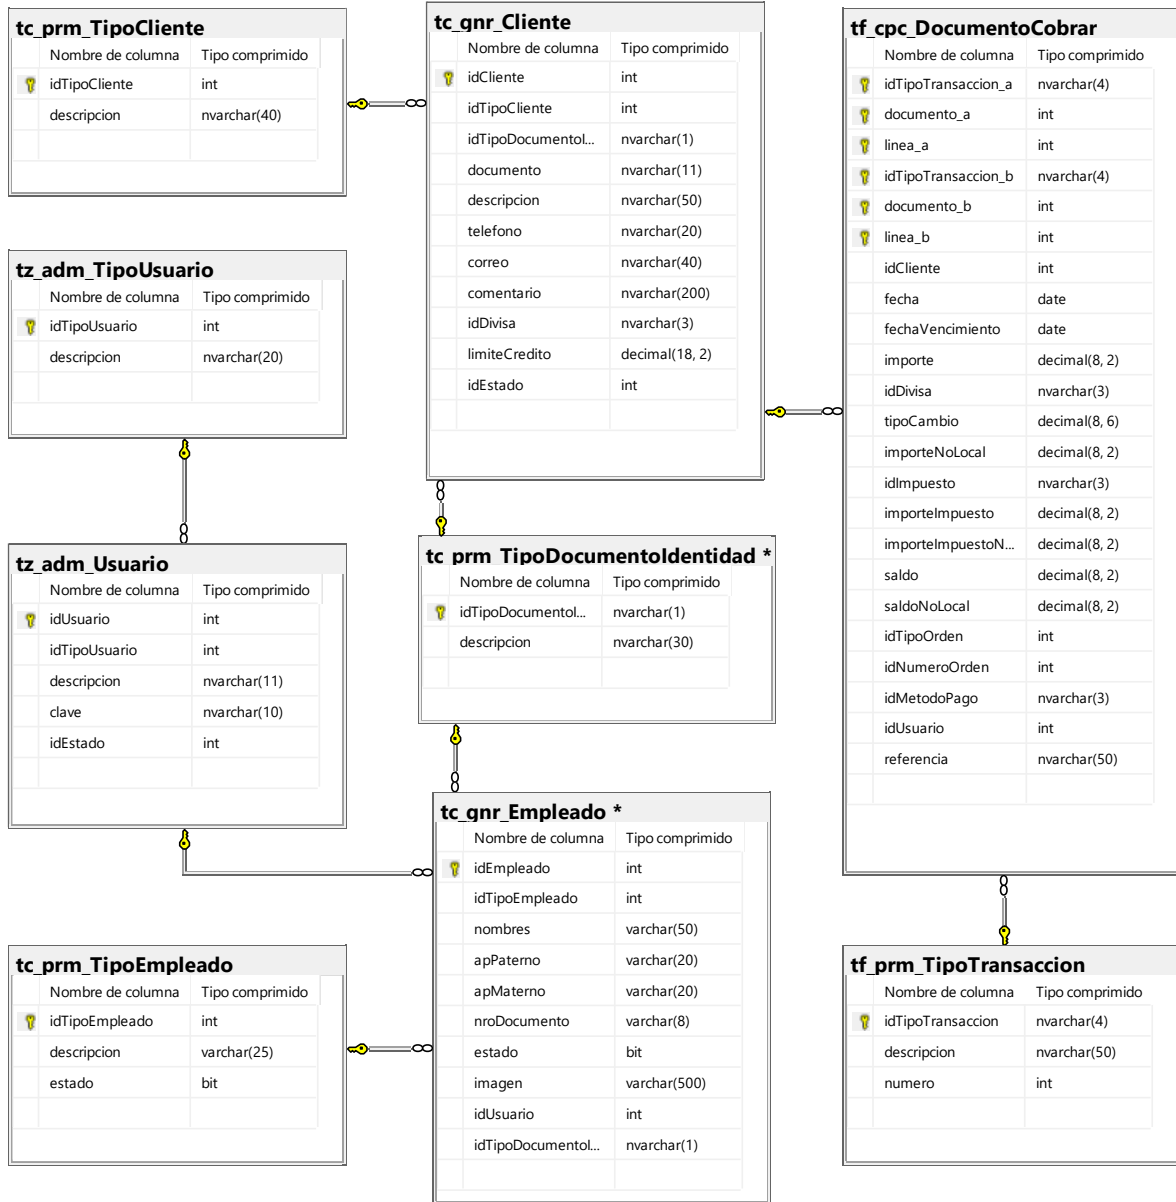 tc_prm_TipoCliente
Nombre de columna Tipo comprimido
idTipoCliente int
descripcion nvarchar(40)
tz_adm_TipoUsuario
Nombre de columna Tipo comprimido
idTipoUsuario int
descripcion nvarchar(20)
tz_adm_Usuario
Nombre de columna Tipo comprimido
idUsuario int
idTipoUsuario int
descripcion nvarchar(11)
clave nvarchar(10)
idEstado int
tc_prm_TipoEmpleado
Nombre de columna Tipo comprimido
idTipoEmpleado int
descripcion varchar(25)
estado bit
tc_gnr_Cliente
Nombre de columna Tipo comprimido
idCliente int
idTipoCliente int
idTipoDocumentoI... nvarchar(1)
documento nvarchar(11)
descripcion nvarchar(50)
telefono nvarchar(20)
correo nvarchar(40)
comentario nvarchar(200)
idDivisa nvarchar(3)
limiteCredito decimal(18, 2)
idEstado int
tc_prm_TipoDocumentoIdentidad *
Nombre de columna Tipo comprimido
idTipoDocumentoI... nvarchar(1)
descripcion nvarchar(30)
tc_gnr_Empleado *
Nombre de columna Tipo comprimido
idEmpleado int
idTipoEmpleado int
nombres varchar(50)
apPaterno varchar(20)
apMaterno varchar(20)
nroDocumento varchar(8)
estado bit
imagen varchar(500)
idUsuario int
idTipoDocumentoI... nvarchar(1)
tf_cpc_DocumentoCobrar
Nombre de columna Tipo comprimido
idTipoTransaccion_a nvarchar(4)
documento_a int
linea_a int
idTipoTransaccion_b nvarchar(4)
documento_b int
linea_b int
idCliente int
fecha date
fechaVencimiento date
importe decimal(8, 2)
idDivisa nvarchar(3)
tipoCambio decimal(8, 6)
importeNoLocal decimal(8, 2)
idImpuesto nvarchar(3)
importeImpuesto decimal(8, 2)
importeImpuestoN... decimal(8, 2)
saldo decimal(8, 2)
saldoNoLocal decimal(8, 2)
idTipoOrden int
idNumeroOrden int
idMetodoPago nvarchar(3)
idUsuario int
referencia nvarchar(50)
tf_prm_TipoTransaccion
Nombre de columna Tipo comprimido
idTipoTransaccion nvarchar(4)
descripcion nvarchar(50)
numero int